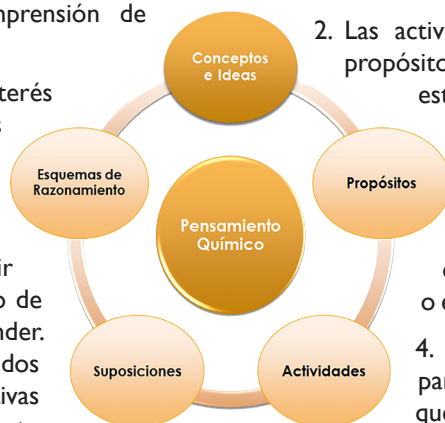 mprensión de
terés
ir
o de
nder.
dos
ivas
Conceptos
e Ideas
Esquemas de
Razonamiento
Pensamiento
Químico
Propósitos
Suposiciones
Actividades
2. Las activ
propósito
est
o e
4.
par
que